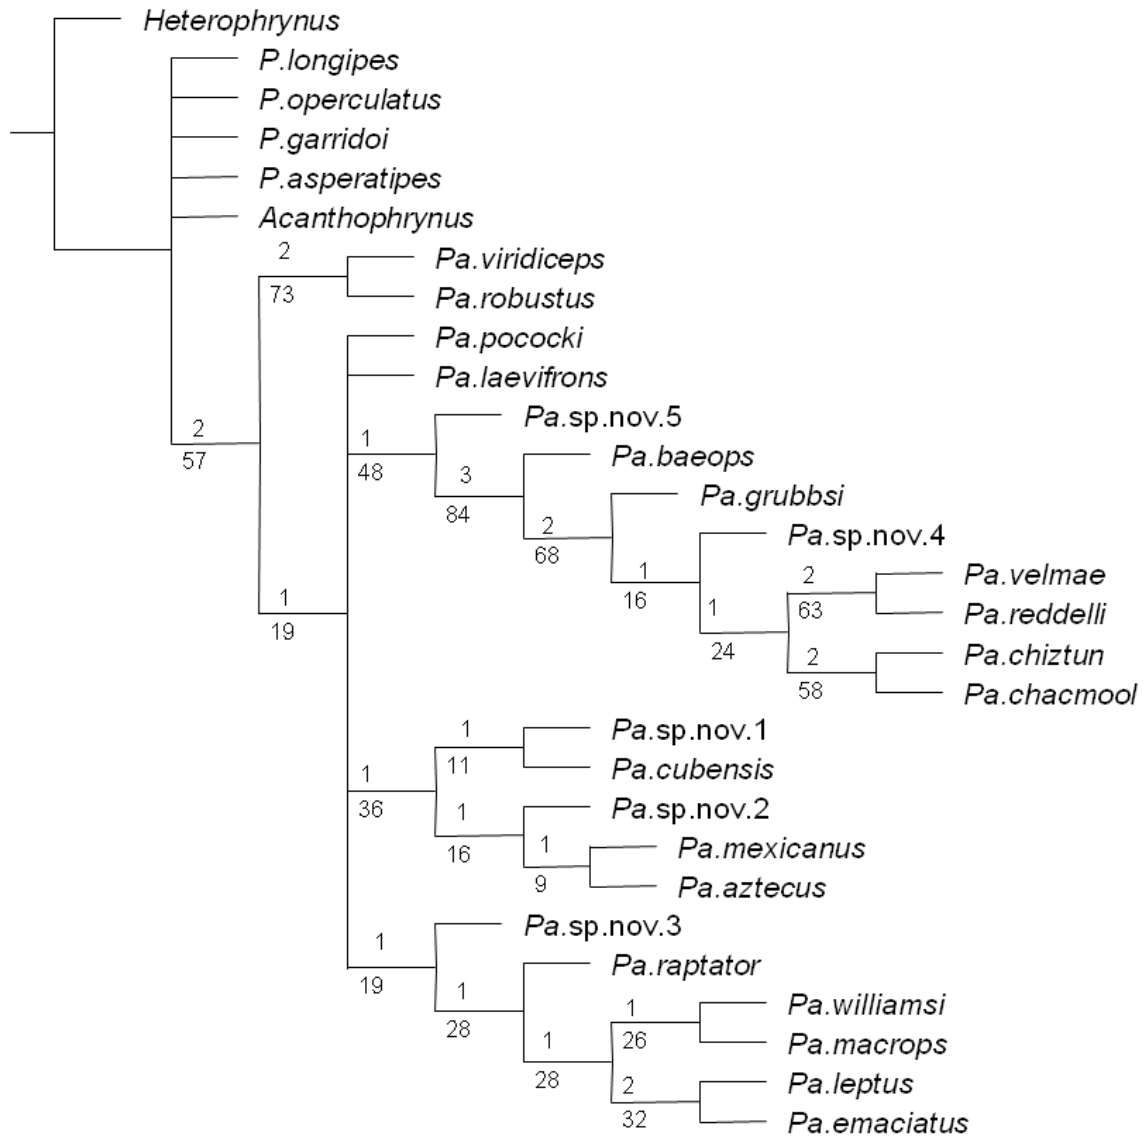 Heterophrynus
P.longipes
P.operculatus
P.garridoi
P.asperatipes
Acanthophrynus
2
Pa.viridiceps
73
Pa.robustus
Pa.pococki
Pa.laevifrons
Pa.sp.nov.5
2
1
57
48
Pa.baeops
3
Pa.grubbsi
84
2
Pa.sp.nov.4
68
1
2
Pa.velmae
16
1
63
Pa.reddelli
1
19
24
2
Pa.chiztun
58
Pa.chacmool
1
Pa.sp.nov.1
11
Pa.cubensis
1
36
1
Pa.sp.nov.2
16
1
Pa.mexicanus
9
Pa.aztecus
Pa.sp.nov.3
1
19
Pa.raptator
1
28
1
Pa.williamsi
1
26
Pa.macrops
28
2
Pa.leptus
32
Pa.emaciatus